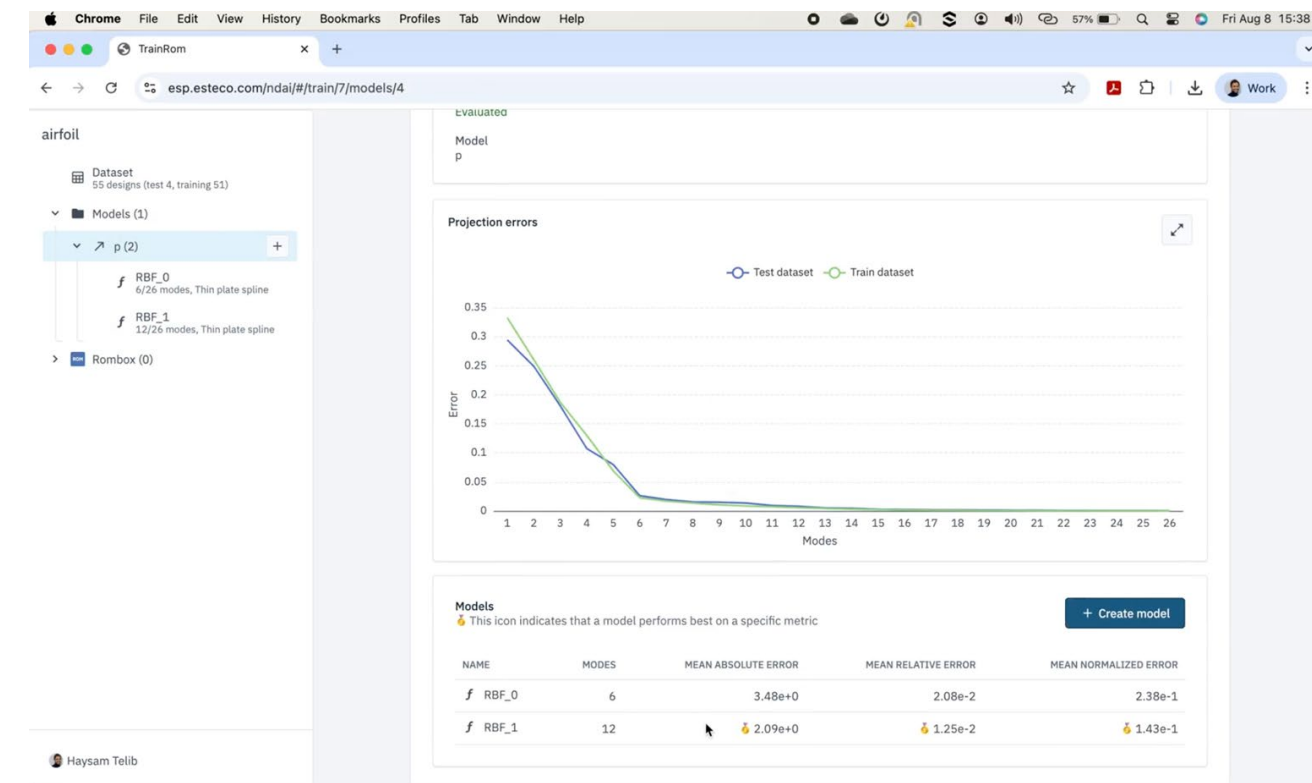 Chrome File Edit View History Bookmarks Profiles Tab Window Help 57% Fri Aug 8 15:38
TrainRom
esp.esteco.com/ndai/#/train/7/models/4
Work
airfoil
Dataset
55 designs (test 4, training 51)
Models (1)
p (2)
RBF_0
6/26 modes, Thin plate spline
RBF_1
12/26 modes, Thin plate spline
ROM Rombox (0)
Haysam Telib
Evaluated
Model
p
Projection errors
Test dataset Train dataset
0.35
0.3
0.25
0.2
0.15
0.1
0.05
0
Error
1 2 3 4 5 6 7 8 9 10 11 12 13 14 15 16 17 18 19 20 21 22 23 24 25 26
Modes
Models
This icon indicates that a model performs best on a specific metric
+ Create model
NAME MODES MEAN ABSOLUTE ERROR MEAN RELATIVE ERROR MEAN NORMALIZED ERROR
f RBF_0 6 3.48e+0 2.08e-2 2.38e-1
f RBF_1 12 2.09e+0 1.25e-2 1.43e-1